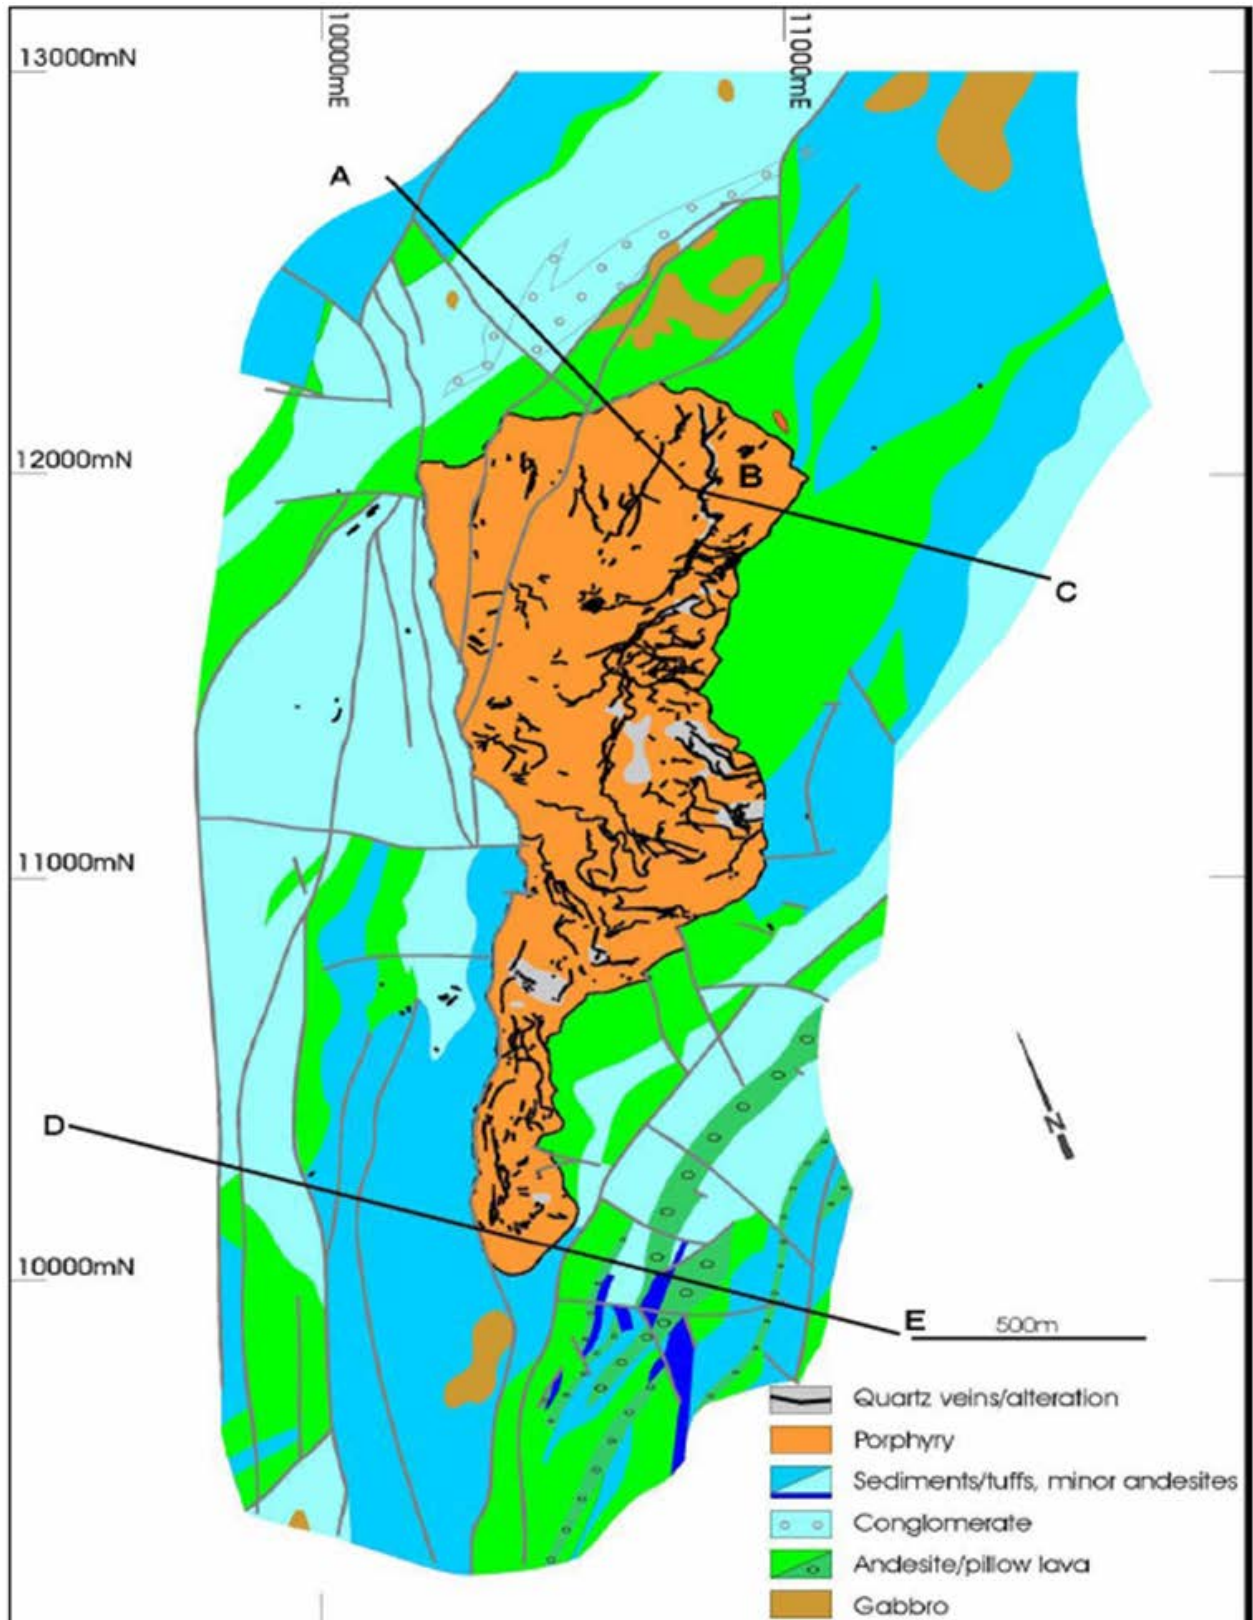 10000mE
11000mE
13000mN
A
12000mN
B
C
11000mN
N
D
10000mN
E
500m
Quartz veins/alteration
Porphyry
Sediments/tuffs, minor andesites
Conglomerate
Andesite/pillow lava
Gabbro